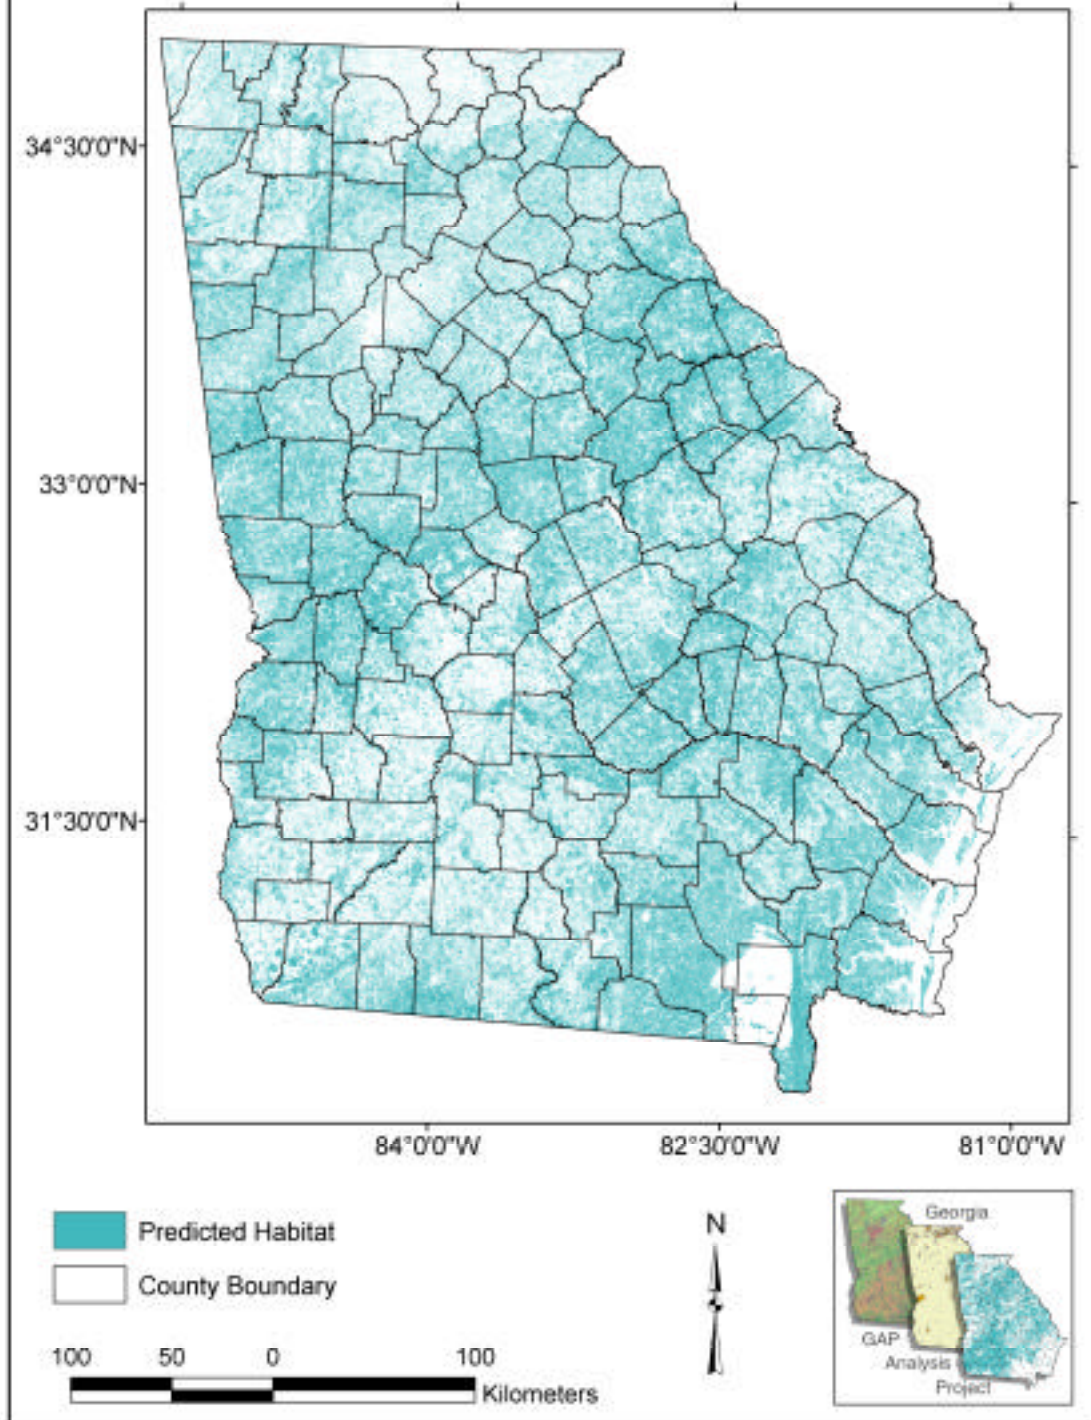 34°30'0"N
33°0'0"N
31°30'0"N
84°0'0"W
82°30'0"W
81°0'0"W
Predicted Habitat
County Boundary
N
100 50 0 100
Kilometers
Georgia
GAP
Analysis
Project